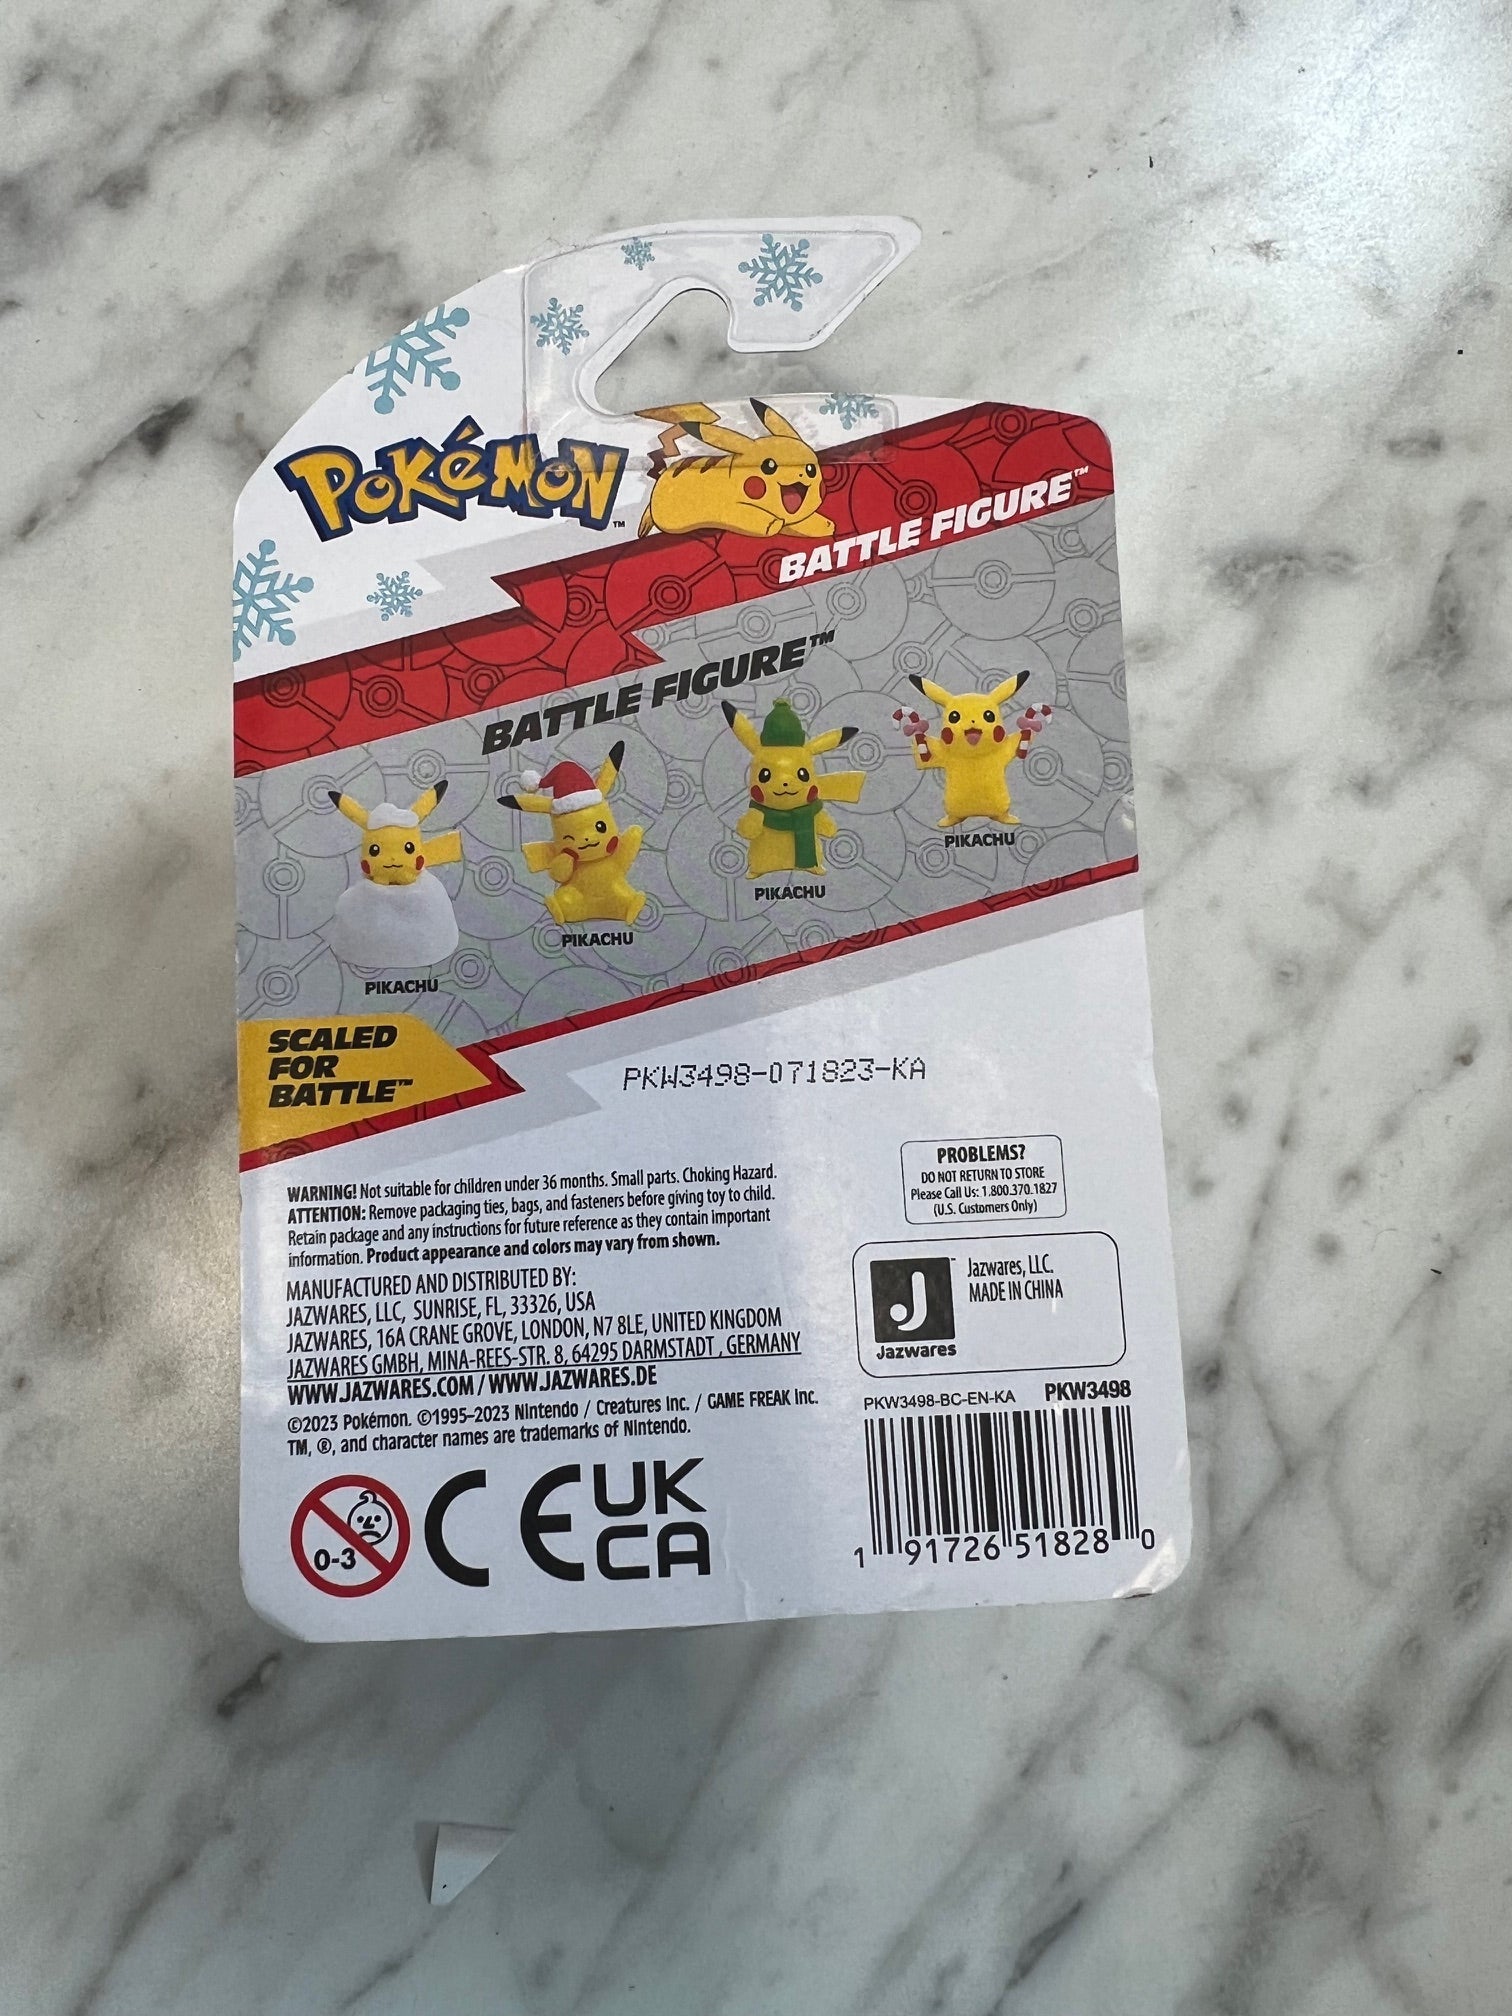 POKéMON™
BATTLE FIGURE™
BATTLE FIGURE™
PIKACHU
PIKACHU
PIKACHU
PIKACHU
SCALED
FOR
BATTLE™
PKW3498-071823-KA
WARNING! Not suitable for children under 36 months. Small parts. Choking Hazard.
ATTENTION: Remove packaging ties, bags, and fasteners before giving toy to child.
Retain package and any instructions for future reference as they contain important
information. Product appearance and colors may vary from shown.
MANUFACTURED AND DISTRIBUTED BY:
JAZWARES, LLC, SUNRISE, FL, 33326, USA
JAZWARES, 16A CRANE GROVE, LONDON, N7 8LE, UNITED KINGDOM
JAZWARES GMBH, MINA-REES-STR. 8, 64295 DARMSTADT, GERMANY
WWW.JAZWARES.COM / WWW.JAZWARES.DE
©2023 Pokémon. ©1995–2023 Nintendo / Creatures Inc. / GAME FREAK Inc.
TM, ®, and character names are trademarks of Nintendo.
0-3
CE
UK
CA
PROBLEMS?
DO NOT RETURN TO STORE
Please Call Us: 1.800.370.1827
(U.S. Customers Only)
J™
Jazwares
Jazwares, LLC.
MADE IN CHINA
PKW3498-BC-EN-KA PKW3498
1 91726 51828 0